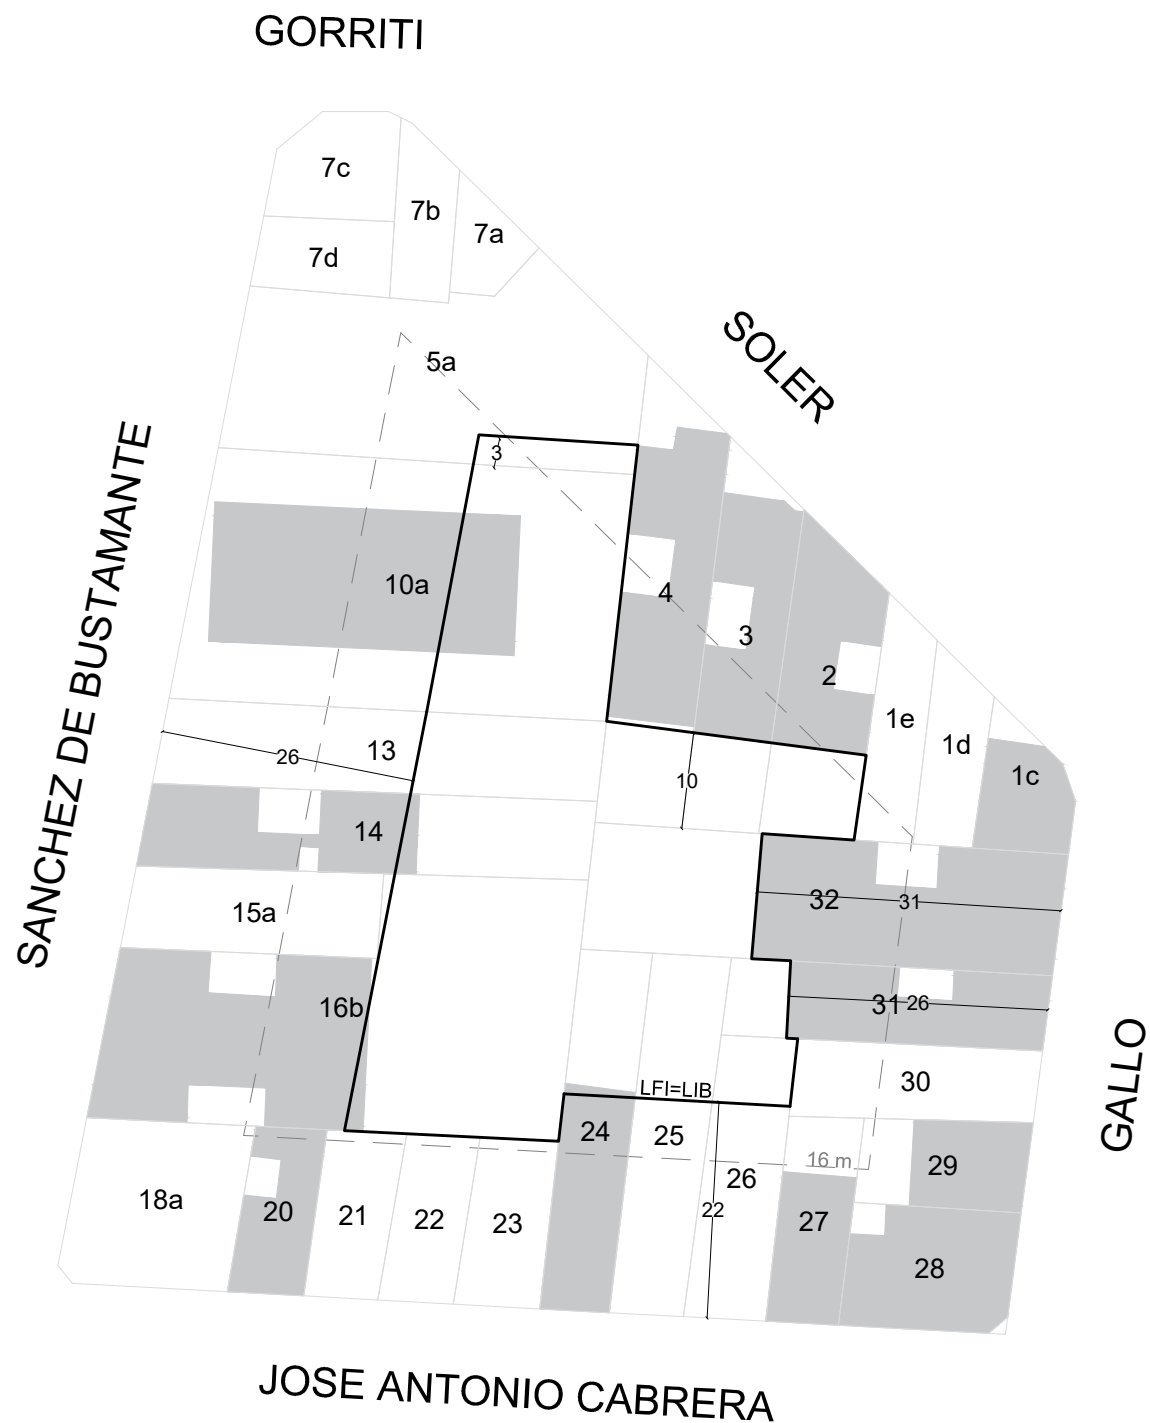 GORRITI
7c
7b
7a
7d
SOLER
5a
3
SANCHEZ DE BUSTAMANTE
10a
4
3
2
1e
1d
1c
13
26
10
14
32
31
15a
16b
31
26
30
LFI=LIB
GALLO
24
25
16 m
29
26
18a
20
21
22
23
22
27
28
JOSE ANTONIO CABRERA